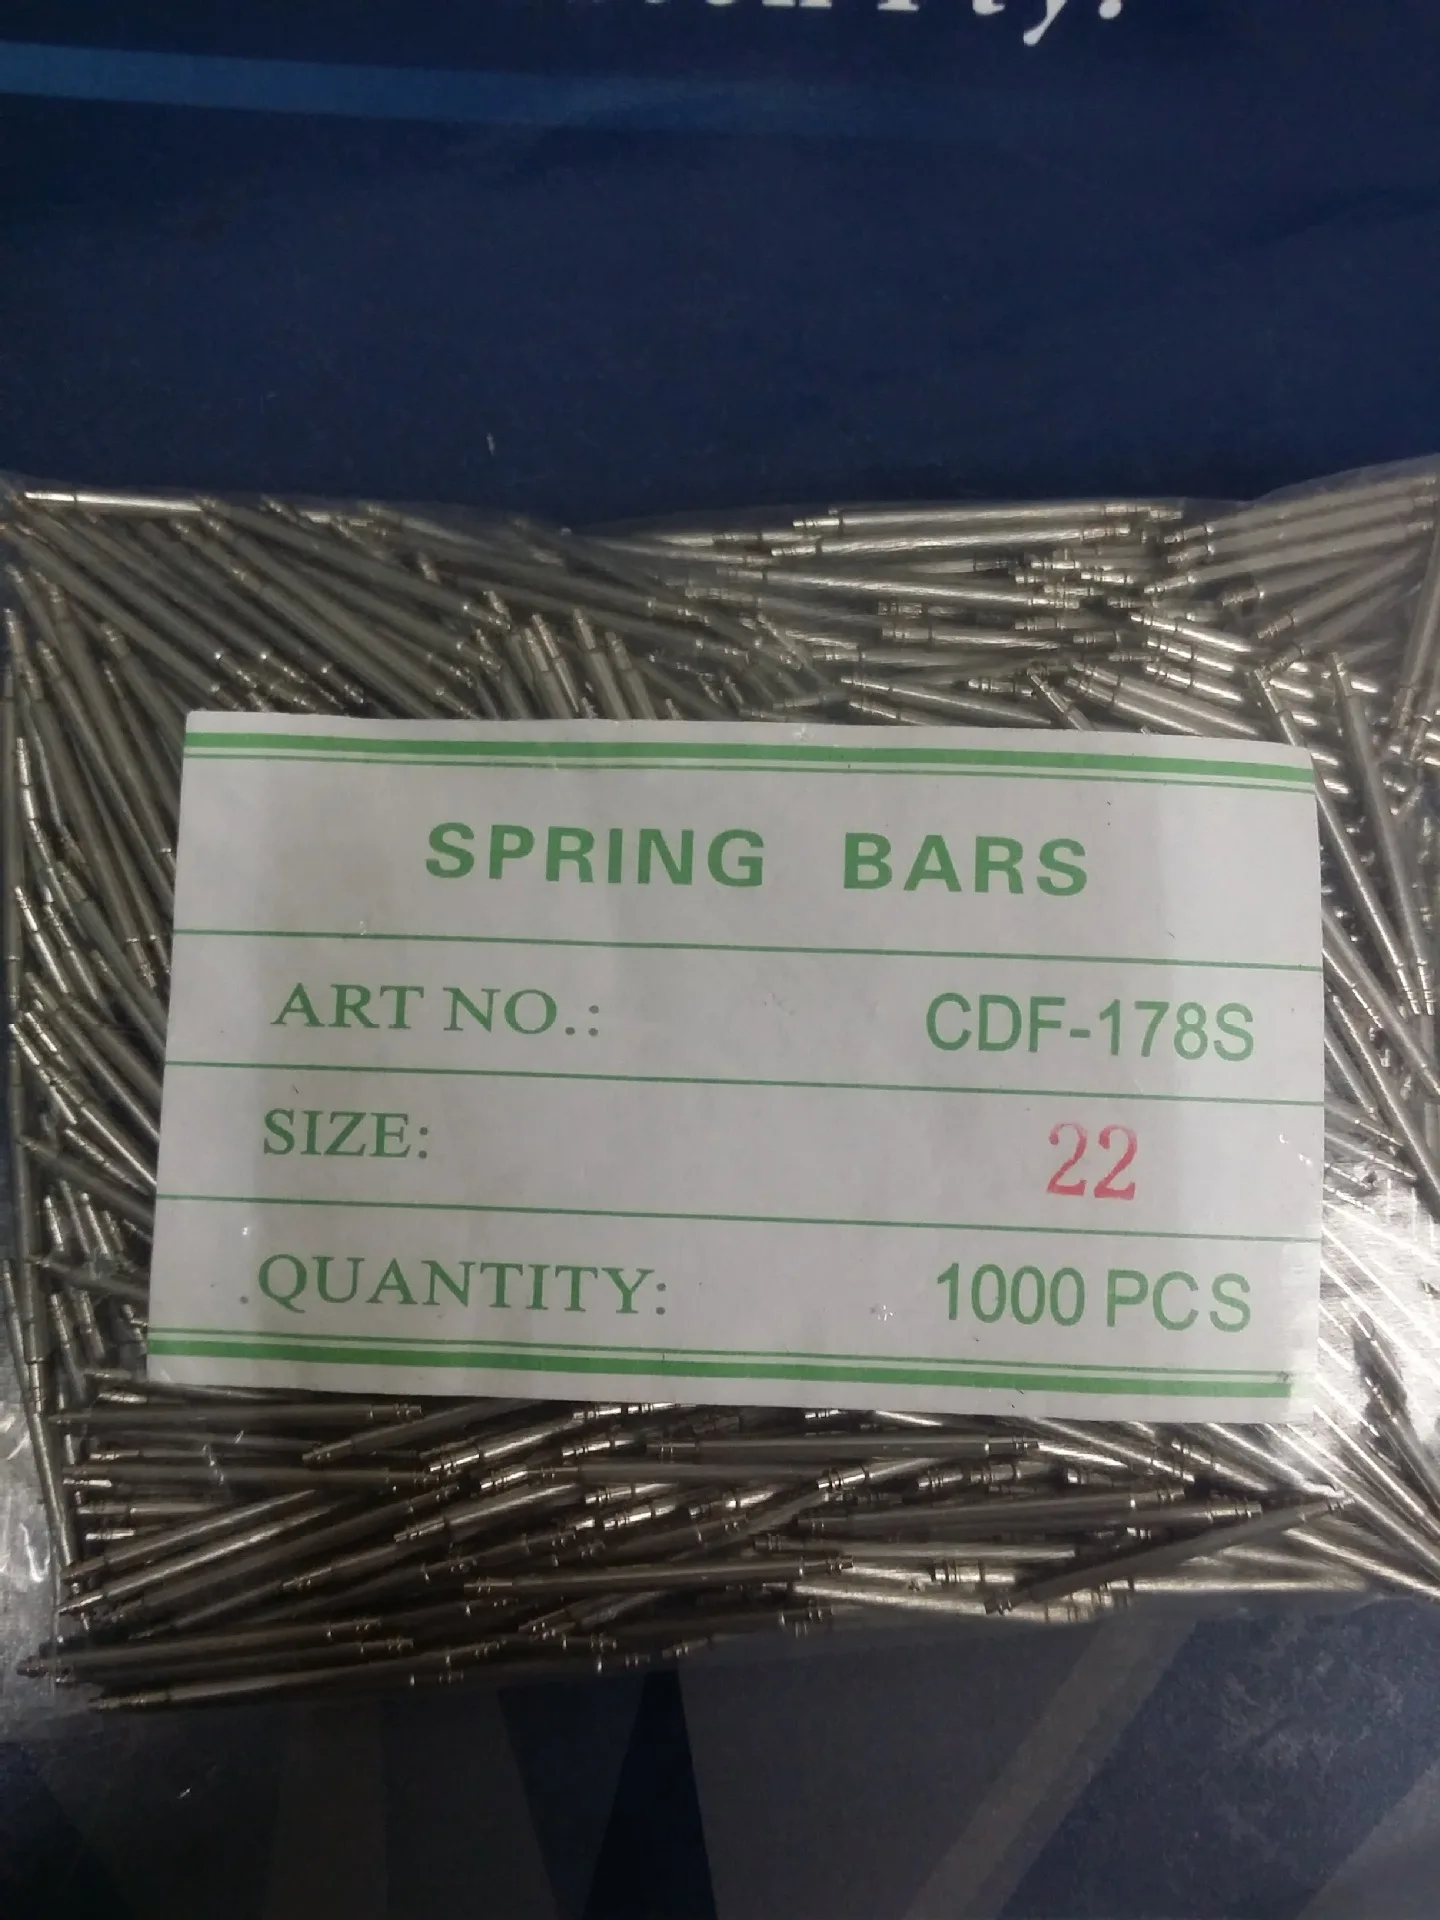 SPRING BARS
ART NO.: CDF-178S
SIZE: 22
QUANTITY: 1000 PCS